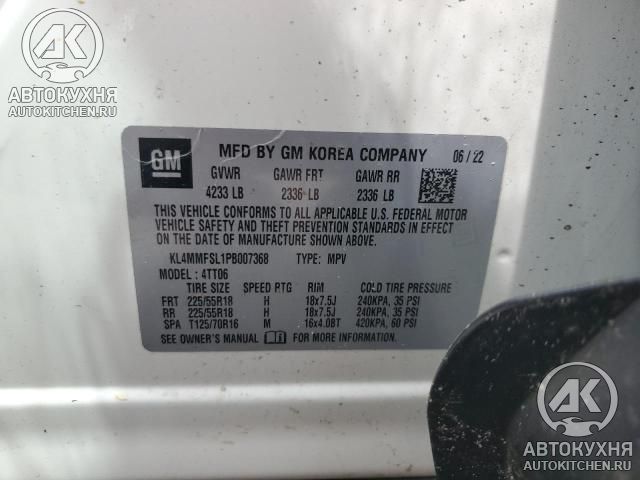 AK
АВТОКУХНЯ
AUTOKITCHEN.RU
GM
MFD BY GM KOREA COMPANY 06 / 22
GVWR GAWR FRT GAWR RR
4233 LB 2336 LB 2336 LB
THIS VEHICLE CONFORMS TO ALL APPLICABLE U.S. FEDERAL MOTOR
VEHICLE SAFETY AND THEFT PREVENTION STANDARDS IN EFFECT ON
THE DATE OF MANUFACTURE SHOWN ABOVE.
KL4MMFSL1PB007368 TYPE: MPV
MODEL : 4TT06
TIRE SIZE SPEED RTG RIM COLD TIRE PRESSURE
FRT 225/55R18 H 18x7.5J 240KPA, 35 PSI
RR 225/55R18 H 18x7.5J 240KPA, 35 PSI
SPA T125/70R16 M 16x4.0BT 420KPA, 60 PSI
SEE OWNER'S MANUAL FOR MORE INFORMATION.
AK
АВТОКУХНЯ
AUTOKITCHEN.RU